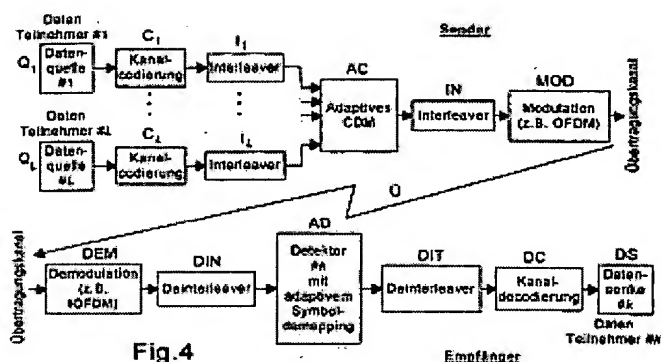 Daten
Teilnehmer #1
Q1
Daten-
quelle
#1
C1
Kanal-
codierung
I1
Interleaver
Sender
AC
Adaptives
CDM
IN
Interleaver
MOD
Modulation
(z.B. OFDM)
Übertragungskanal
Daten
Teilnehmer #L
QL
Daten-
quelle
#L
CL
Kanal-
codierung
IL
Interleaver
Ü
Übertragungskanal
DEM
Demodulation
(z.B.
IOFDM)
DIN
Deinterleaver
AD
Detektor
#k
mit
adaptivem
Symbol-
demapping
DIT
Deinterleaver
DC
Kanal-
decodierung
DS
Daten-
senke
#k
Daten
Teilnehmer #k
Fig.4
Empfänger